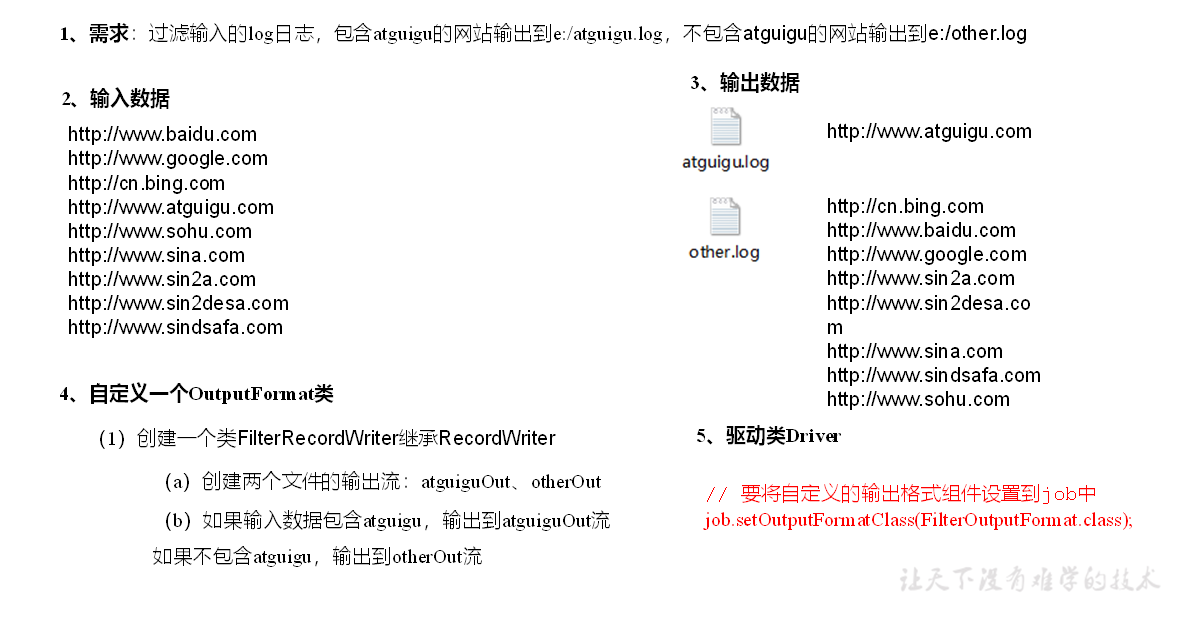 1、需求：过滤输入的log日志，包含atguigu的网站输出到e:/atguigu.log，不包含atguigu的网站输出到e:/other.log
2、输入数据
http://www.baidu.com
http://www.google.com
http://cn.bing.com
http://www.atguigu.com
http://www.sohu.com
http://www.sina.com
http://www.sin2a.com
http://www.sin2desa.com
http://www.sindsafa.com
3、输出数据
atguigu.log
http://www.atguigu.com
other.log
http://cn.bing.com
http://www.baidu.com
http://www.google.com
http://www.sin2a.com
http://www.sin2desa.co
m
http://www.sina.com
http://www.sindsafa.com
http://www.sohu.com
4、自定义一个OutputFormat类
（1）创建一个类FilterRecordWriter继承RecordWriter
（a）创建两个文件的输出流：atguiguOut、otherOut
（b）如果输入数据包含atguigu，输出到atguiguOut流
如果不包含atguigu，输出到otherOut流
5、驱动类Driver
// 要将自定义的输出格式组件设置到job中
job.setOutputFormatClass(FilterOutputFormat.class);
让天下没有难学的技术